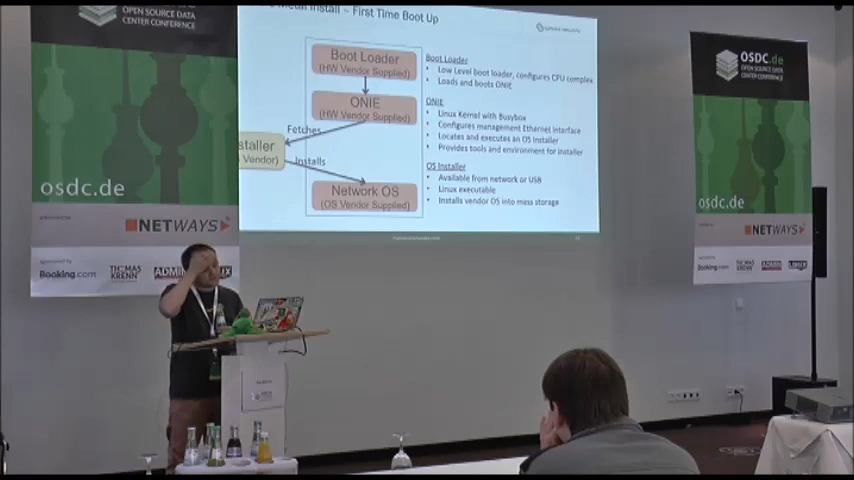 OPEN SOURCE DATA
CENTER CONFERENCE
osdc.de
NETWAYS
Booking.com
THOMAS
KRENN
Metal Install – First Time Boot Up
Boot Loader
(HW Vendor Supplied)
ONIE
(HW Vendor Supplied)
Fetches
staller
Vendor)
Installs
Network OS
(OS Vendor Supplied)
Boot Loader
• Low Level boot loader, configures CPU complex
• Loads and boots ONIE
ONIE
• Linux Kernel with Busybox
• Configures management Ethernet interface
• Locates and executes an OS Installer
• Provides tools and environment for installer
OS Installer
• Available from network or USB
• Linux executable
• Installs vendor OS into mass storage
OSDC.de
OPEN SOURCE DATA
CENTER CONFERENCE
osdc.de
NETWAYS
Booking.com
THOMAS
KRENN
ADMIN
LINUX